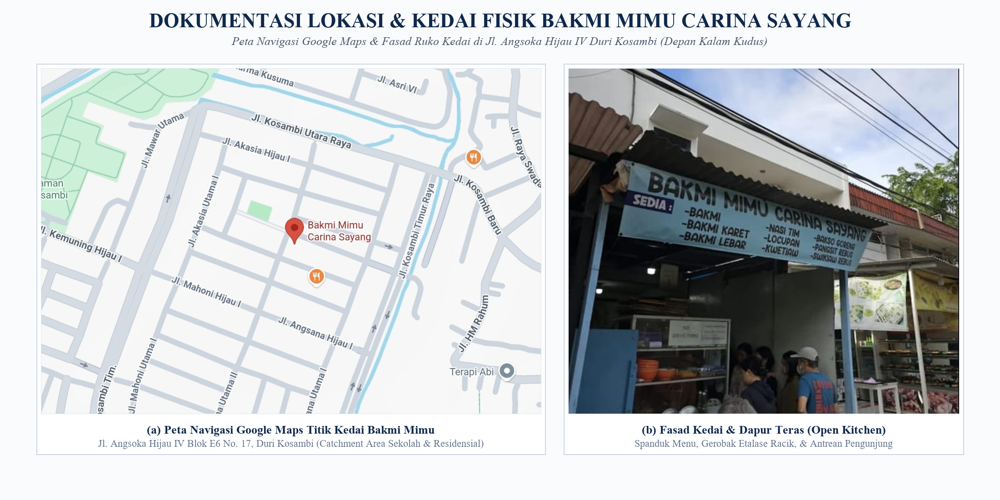 DOKUMENTASI LOKASI & KEDAI FISIK BAKMI MIMU CARINA SAYANG
Peta Navigasi Google Maps & Fasad Ruko Kedai di Jl. Angsoka Hijau IV Duri Kosambi (Depan Kalam Kudus)
Kusuma
Jl. Asri VI
Jl. Mawar Utama
Jl. Kosambi Utara Raya
Jl. Akasia Hijau I
Jl. Raya Swada
aman
sambi
Jl. Akasia Utama I
Jl. Kosambi Timur Raya
Jl. Kosambi Baru
Bakmi Mimu
Carina Sayang
Jl. Kemuning Hijau I
Jl. Mahoni Hijau I
Jl. Angsana Hijau I
Jl. HM Rahum
Terapi Abi
osambi Tim.
Jl. Mahoni Utama I
na Utama II
ana Utama I
(a) Peta Navigasi Google Maps Titik Kedai Bakmi Mimu
Jl. Angsoka Hijau IV Blok E6 No. 17, Duri Kosambi (Catchment Area Sekolah & Residensial)
BAKMI MIMU CARINA SAYANG
SEDIA :
-BAKMI
-BAKMI KARET
-BAKMI LEBAR
-NASI TIM
-LOCUPAN
-KWETIAW
-BAKSO GORENG
-PANGSIT REBUS
-SWIKIAW REBUS
(b) Fasad Kedai & Dapur Teras (Open Kitchen)
Spanduk Menu, Gerobak Etalase Racik, & Antrean Pengunjung